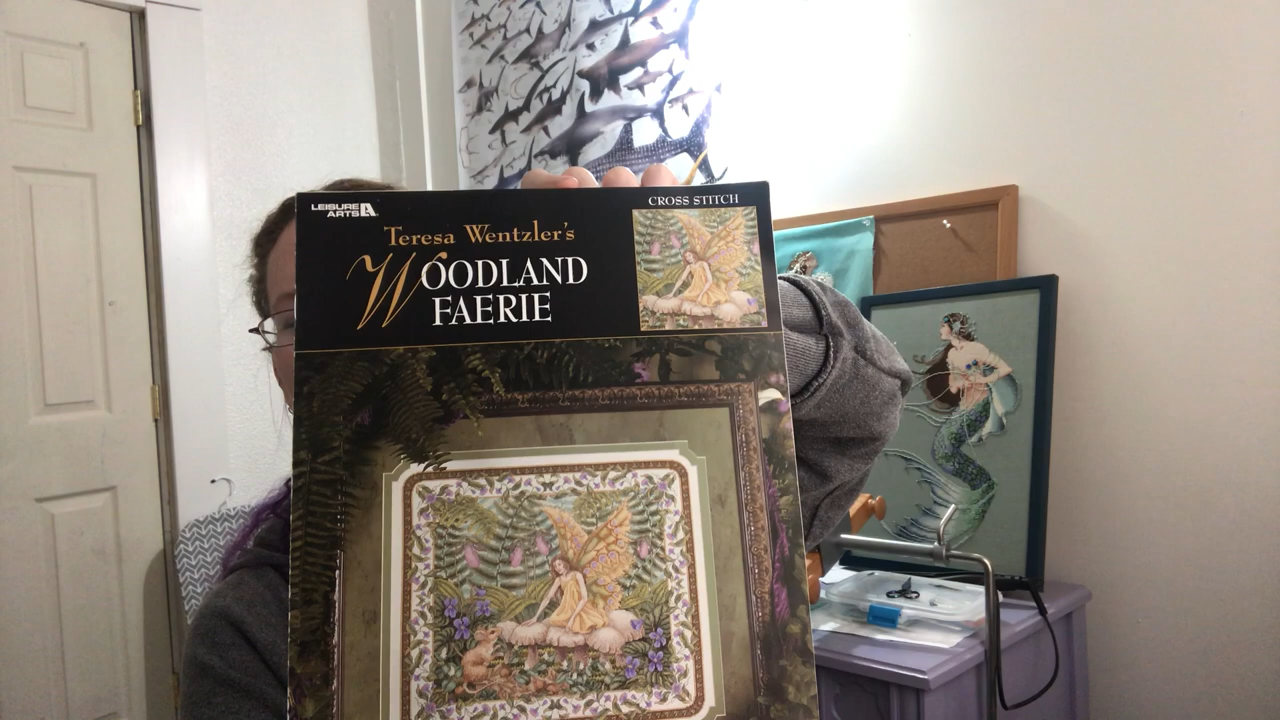 LEISURE
ARTS
CROSS STITCH
Teresa Wentzler's
WOODLAND
FAERIE